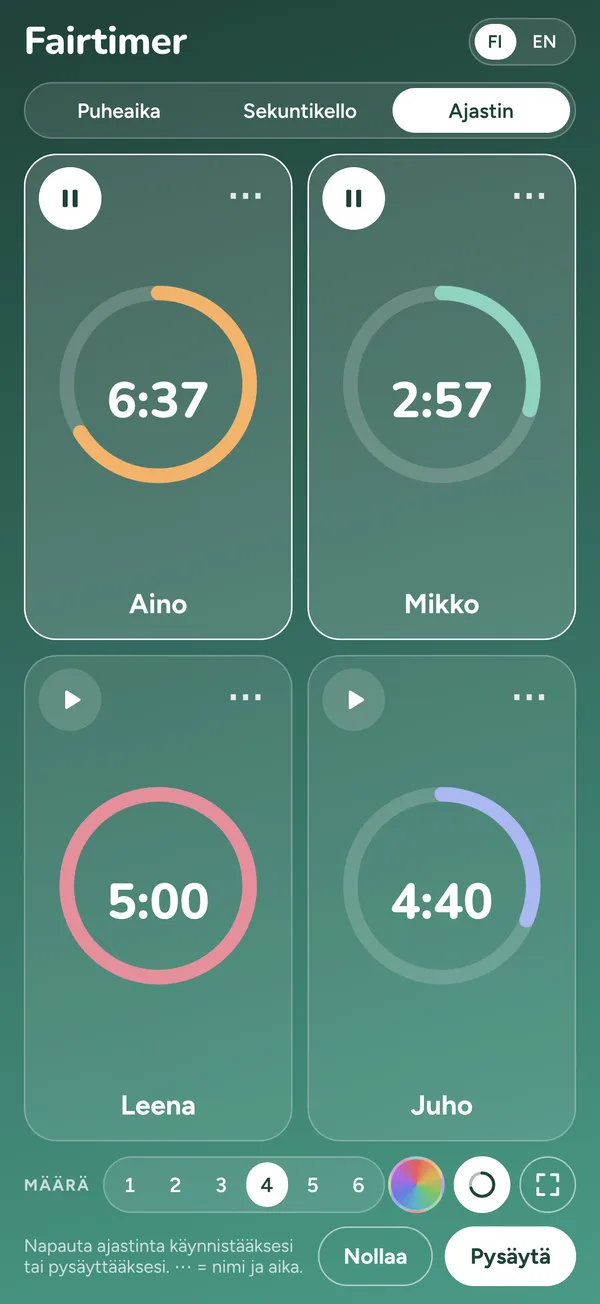 Fairtimer
FI EN
Puheaika Sekuntikello Ajastin
6:37
2:57
Aino
Mikko
5:00
4:40
Leena
Juho
MÄÄRÄ 1 2 3 4 5 6
Napauta ajastinta käynnistääksesi
tai pysäyttääksesi. ··· = nimi ja aika.
Nollaa
Pysäytä